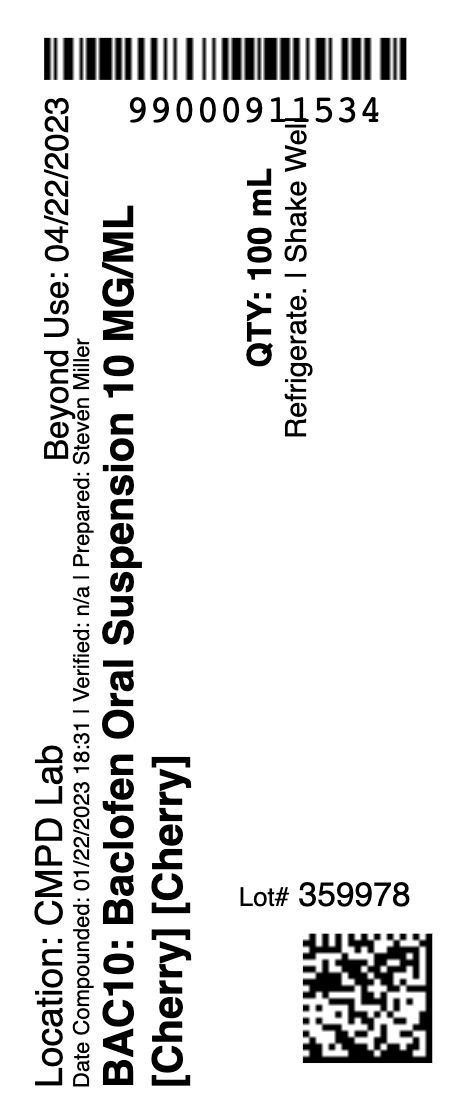 99000911534
Location: CMPD Lab Beyond Use: 04/22/2023
Date Compounded: 01/22/2023 18:31 | Verified: n/a | Prepared: Steven Miller
BAC10: Baclofen Oral Suspension 10 MG/ML
[Cherry] [Cherry]
QTY: 100 mL
Refrigerate. | Shake Well
Lot# 359978